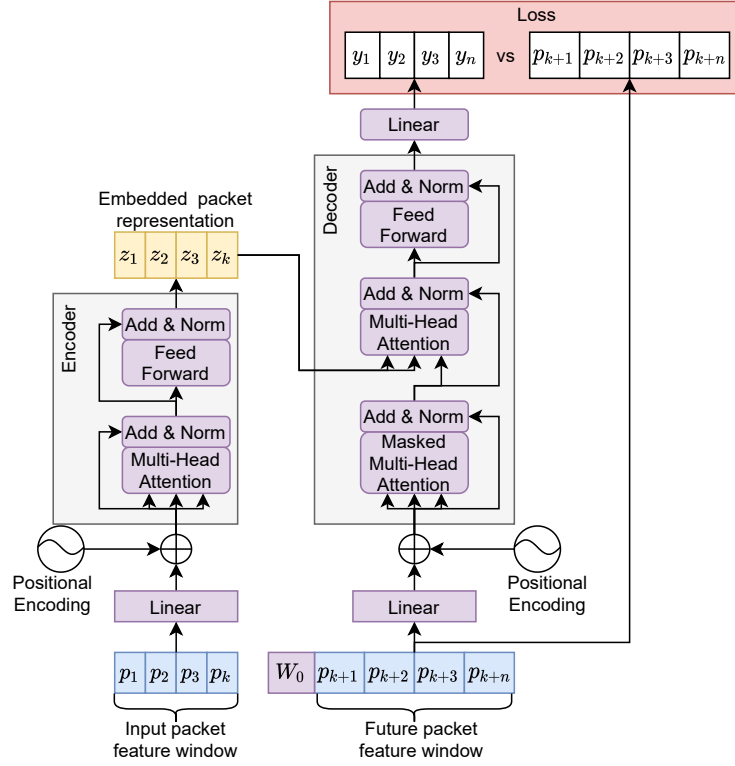 Loss
y₁ y₂ y₃ yₙ vs pₖ₊₁ pₖ₊₂ pₖ₊₃ pₖ₊ₙ
Linear
Decoder
Add & Norm
Feed
Forward
Add & Norm
Multi-Head
Attention
Add & Norm
Masked
Multi-Head
Attention
Embedded packet
representation
z₁ z₂ z₃ zₖ
Encoder
Add & Norm
Feed
Forward
Add & Norm
Multi-Head
Attention
Positional
Encoding
Positional
Encoding
Linear
Linear
p₁ p₂ p₃ pₖ
W₀ pₖ₊₁ pₖ₊₂ pₖ₊₃ pₖ₊ₙ
Input packet
feature window
Future packet
feature window